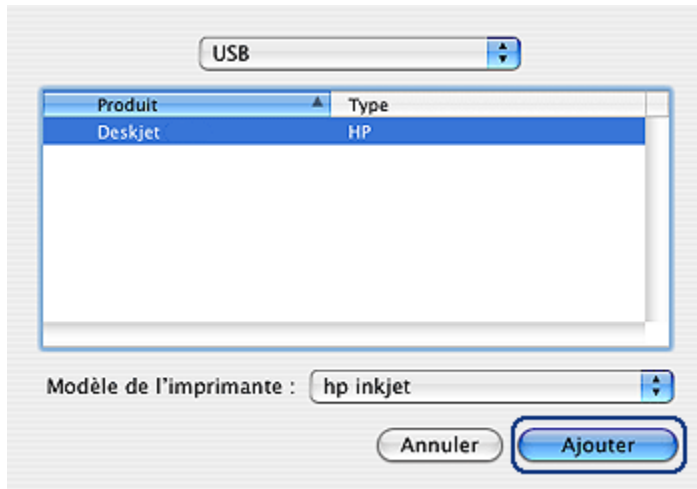 USB
Produit Type
Deskjet HP
Modèle de l'imprimante : hp inkjet
Annuler Ajouter